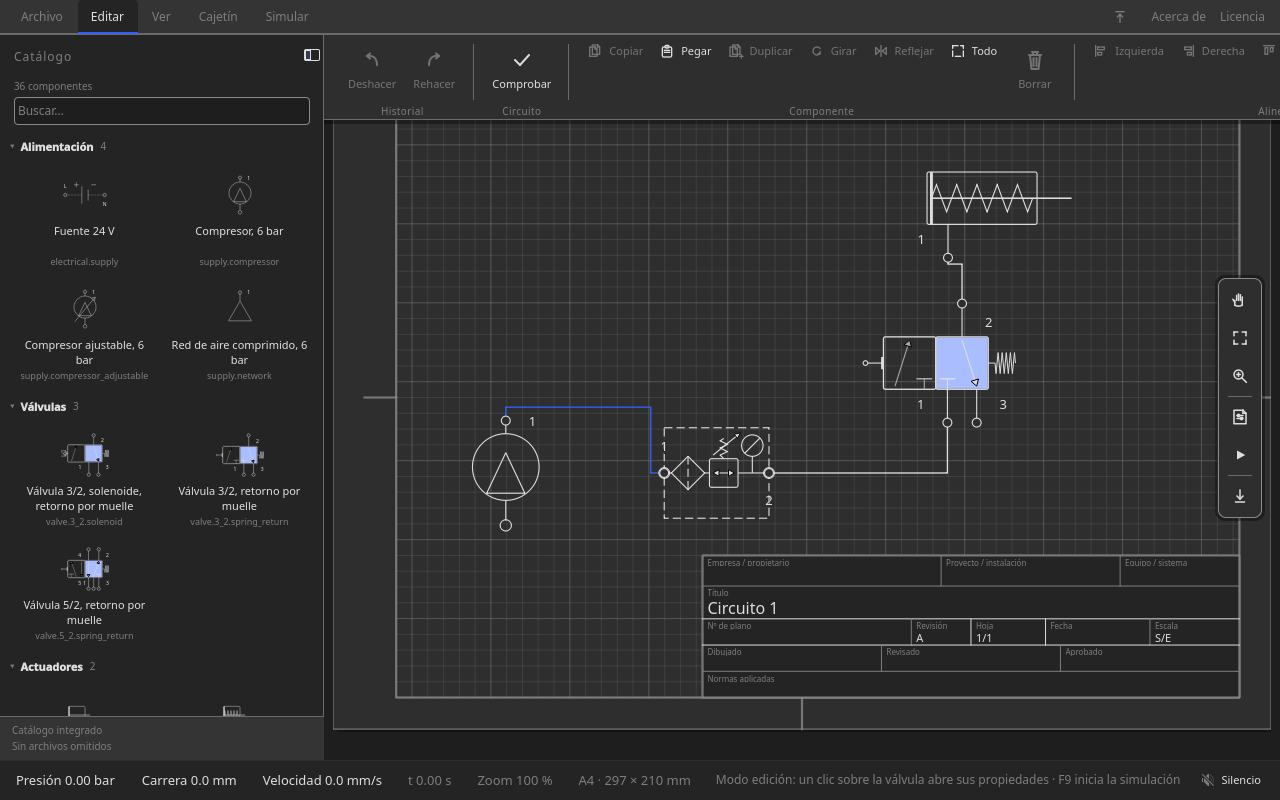 Archivo Editar Ver Cajetín Simular Acerca de Licencia
Catálogo
36 componentes
Buscar...
Alimentación 4
Fuente 24 V
electrical.supply
Compresor, 6 bar
supply.compressor
Compresor ajustable, 6 bar
supply.compressor_adjustable
Red de aire comprimido, 6 bar
supply.network
Válvulas 3
Válvula 3/2, solenoide, retorno por muelle
valve.3_2.solenoid
Válvula 3/2, retorno por muelle
valve.3_2.spring_return
Válvula 5/2, retorno por muelle
valve.5_2.spring_return
Actuadores 2
Catálogo integrado
Sin archivos omitidos
Deshacer Rehacer
Historial
Comprobar
Circuito
Copiar Pegar Duplicar Girar Reflejar Todo
Borrar
Componente
Izquierda Derecha
Aline
1
2
1 3
1
1
2
Empresa / propietario Proyecto / instalación Equipo / sistema
Título
Circuito 1
Nº de plano Revisión Hoja Fecha Escala
A 1/1 S/E
Dibujado Revisado Aprobado
Normas aplicadas
Presión 0.00 bar Carrera 0.0 mm Velocidad 0.0 mm/s t 0.00 s Zoom 100 % A4 · 297 × 210 mm Modo edición: un clic sobre la válvula abre sus propiedades · F9 inicia la simulación Silencio